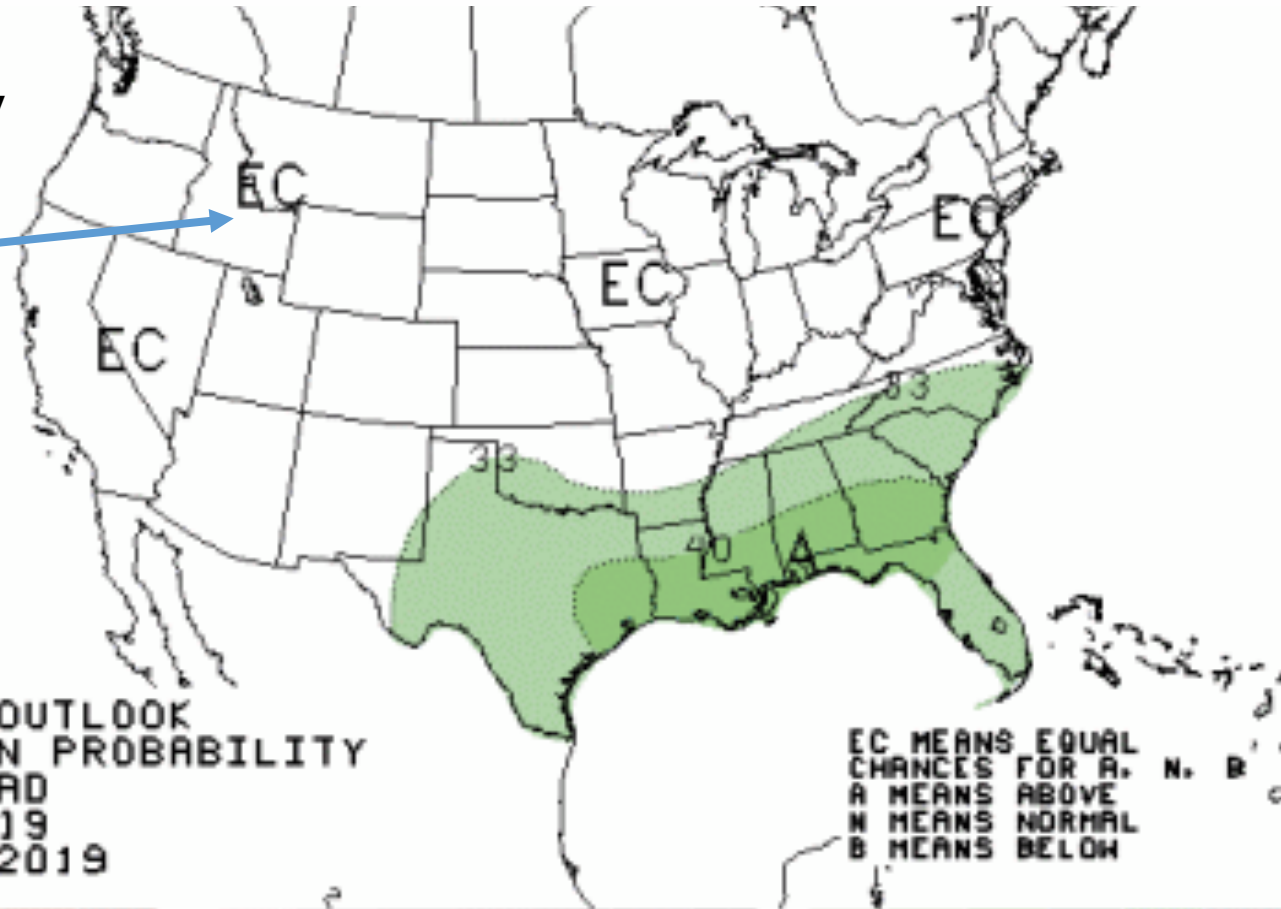 y
EC
EC
EC
EC
33
33
40
A
OUTLOOK
N PROBABILITY
AD
19
2019
EC MEANS EQUAL
CHANCES FOR A, N, B
A MEANS ABOVE
N MEANS NORMAL
B MEANS BELOW